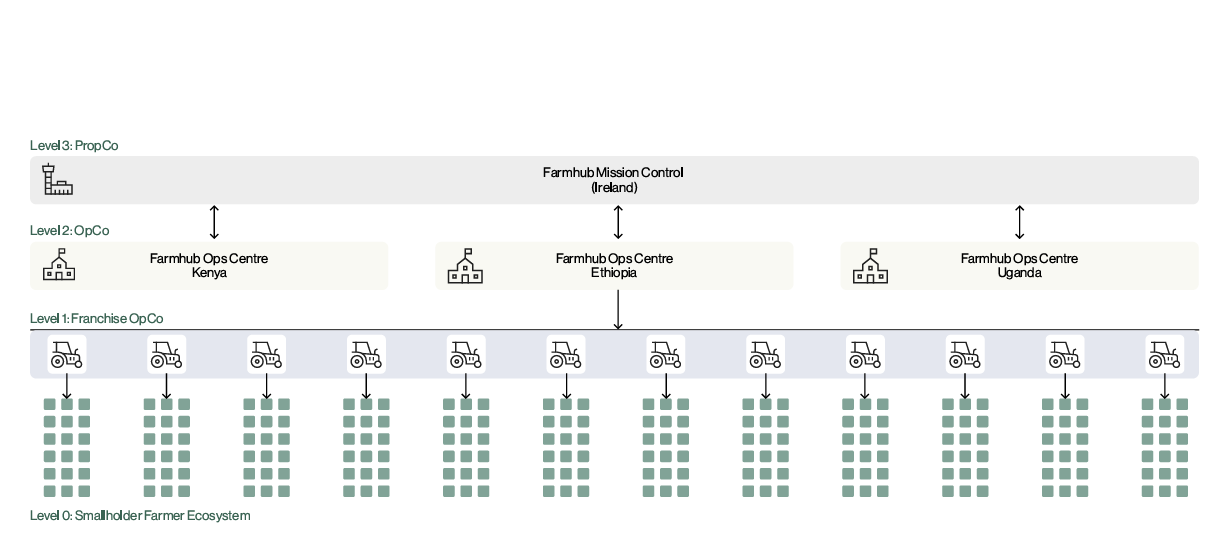 Level 3: PropCo
Farmhub Mission Control
(Ireland)
Level 2: OpCo
Farmhub Ops Centre
Kenya
Farmhub Ops Centre
Ethiopia
Farmhub Ops Centre
Uganda
Level 1: Franchise OpCo
Level 0: Smallholder Farmer Ecosystem